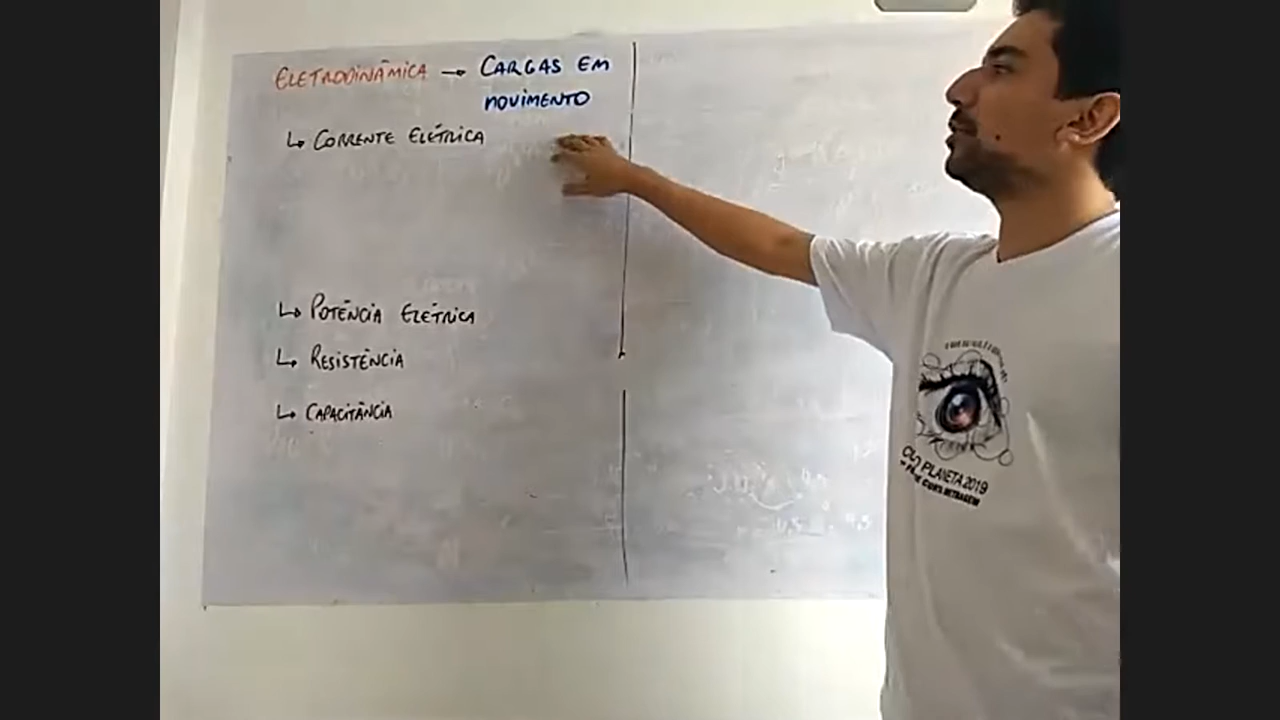 ELETRODINÂMICA → CARGAS EM
MOVIMENTO
↳ CORRENTE ELÉTRICA
↳ POTÊNCIA ELÉTRICA
↳ RESISTÊNCIA
↳ CAPACITÂNCIA
PLANETA 2019